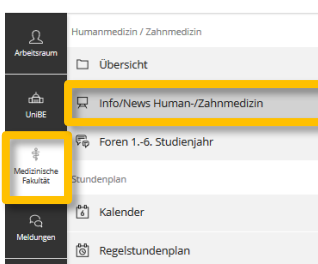 Arbeitsraum
UniBE
Medizinische
Fakultät
Meldungen
Humanmedizin / Zahnmedizin
Übersicht
Info/News Human-/Zahnmedizin
Foren 1.-6. Studienjahr
Stundenplan
Kalender
Regelstundenplan